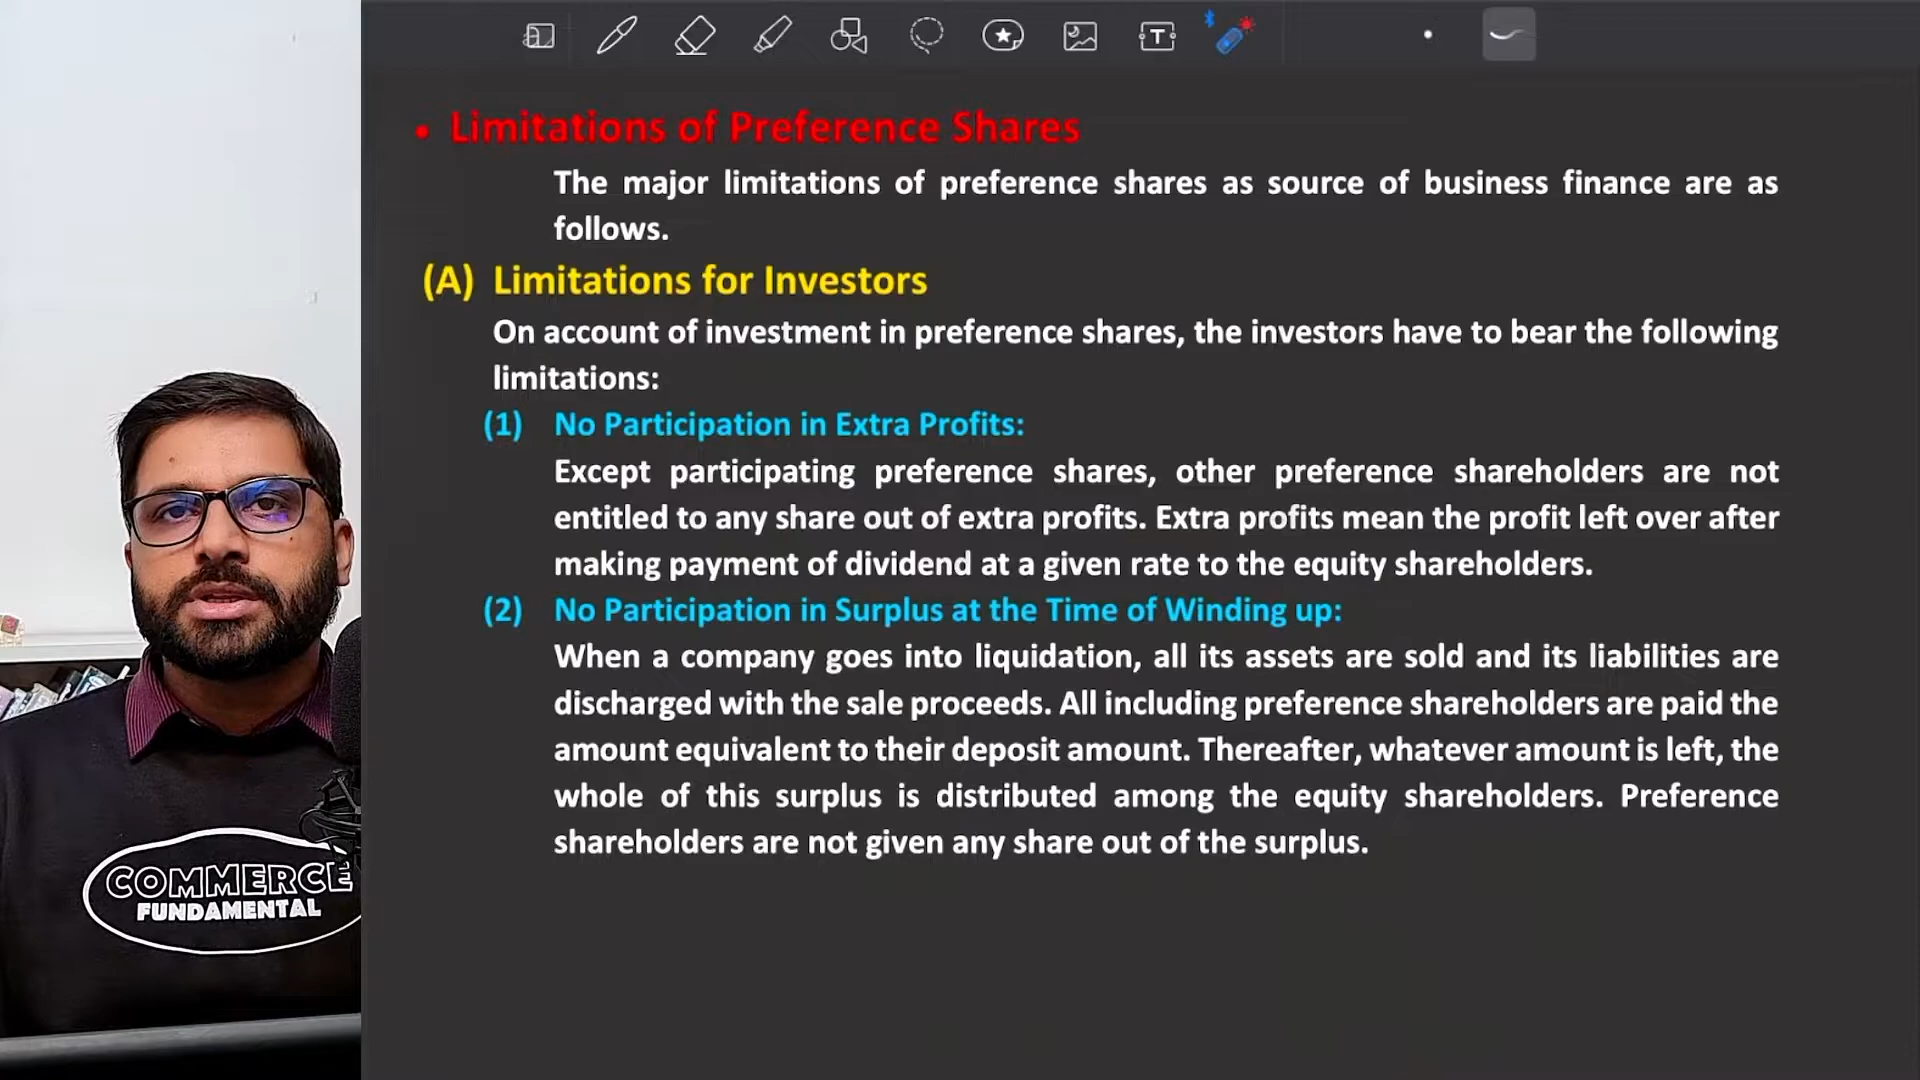 • Limitations of Preference Shares
The major limitations of preference shares as source of business finance are as
follows.
(A) Limitations for Investors
On account of investment in preference shares, the investors have to bear the following
limitations:
(1) No Participation in Extra Profits:
Except participating preference shares, other preference shareholders are not
entitled to any share out of extra profits. Extra profits mean the profit left over after
making payment of dividend at a given rate to the equity shareholders.
(2) No Participation in Surplus at the Time of Winding up:
When a company goes into liquidation, all its assets are sold and its liabilities are
discharged with the sale proceeds. All including preference shareholders are paid the
amount equivalent to their deposit amount. Thereafter, whatever amount is left, the
whole of this surplus is distributed among the equity shareholders. Preference
shareholders are not given any share out of the surplus.
COMMERCE
FUNDAMENTAL